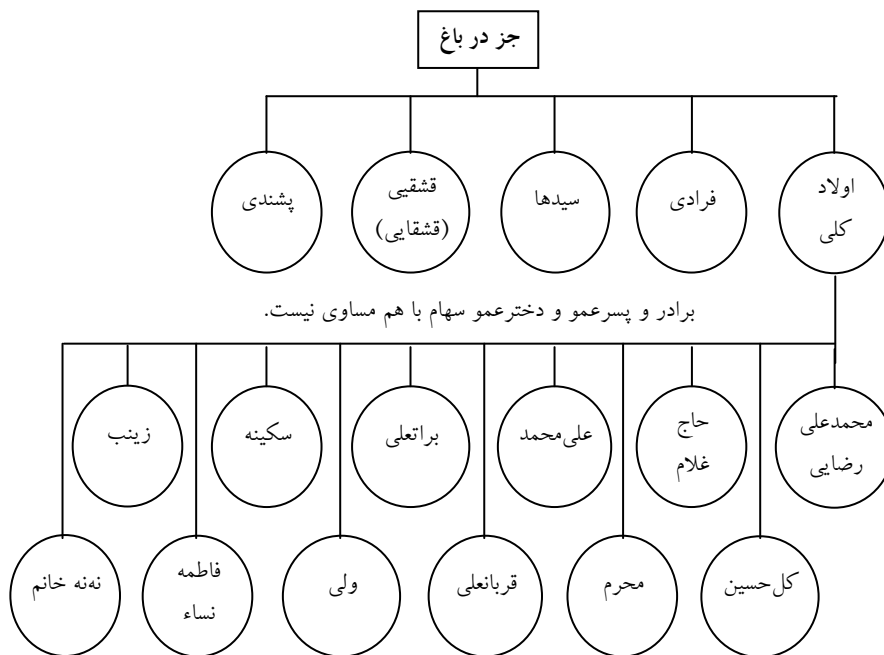 جز در باغ
اولاد
کلی
فرادی
سیدها
قشقیی
(قشقایی)
پشندی
برادر و پسرعمو و دخترعمو سهام با هم مساوی نیست.
محمدعلی
رضایی
حاج
غلام
علی‌محمد
براتعلی
سکینه
زینب
کل‌حسین
محرم
قربانعلی
ولی
فاطمه
نساء
نه‌نه خانم